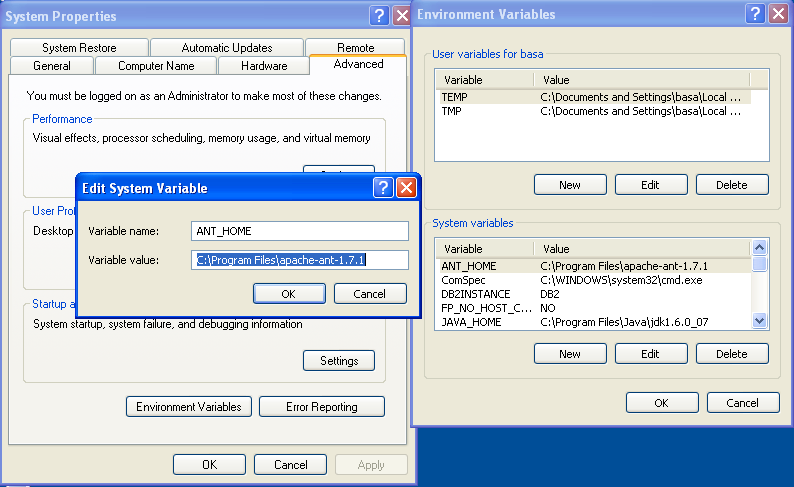 System Properties
System Restore Automatic Updates Remote
General Computer Name Hardware Advanced
You must be logged on as an Administrator to make most of these changes.
Performance
Visual effects, processor scheduling, memory usage, and virtual memory
User Prof
Desktop
Startup a
System startup, system failure, and debugging information
Settings
Environment Variables Error Reporting
OK Cancel Apply
Edit System Variable
Variable name: ANT_HOME
Variable value: C:\Program Files\apache-ant-1.7.1
OK Cancel
Environment Variables
User variables for basa
Variable Value
TEMP C:\Documents and Settings\basa\Local ...
TMP C:\Documents and Settings\basa\Local ...
New Edit Delete
System variables
Variable Value
ANT_HOME C:\Program Files\apache-ant-1.7.1
ComSpec C:\WINDOWS\system32\cmd.exe
DB2INSTANCE DB2
FP_NO_HOST_C... NO
JAVA_HOME C:\Program Files\Java\jdk1.6.0_07
New Edit Delete
OK Cancel